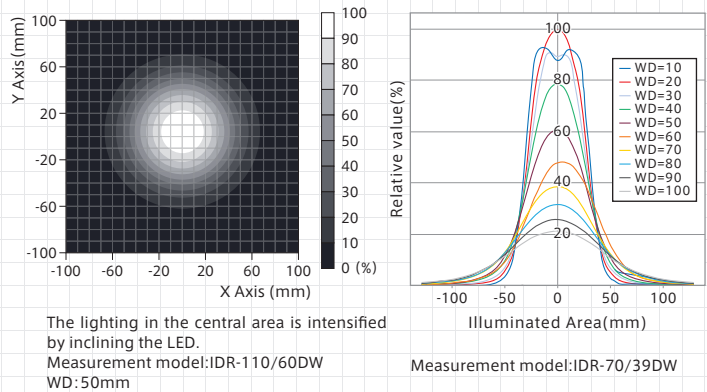 100
60
20
-20
-60
-100
Y Axis (mm)
-100
-60
-20
20
60
100
X Axis (mm)
100
90
80
70
60
50
40
30
20
10
0 (%)
The lighting in the central area is intensified
by inclining the LED.
Measurement model:IDR-110/60DW
WD:50mm
Relative value(%)
100
80
60
40
20
WD=10
WD=20
WD=30
WD=40
WD=50
WD=60
WD=70
WD=80
WD=90
WD=100
-100
-50
0
50
100
Illuminated Area(mm)
Measurement model:IDR-70/39DW